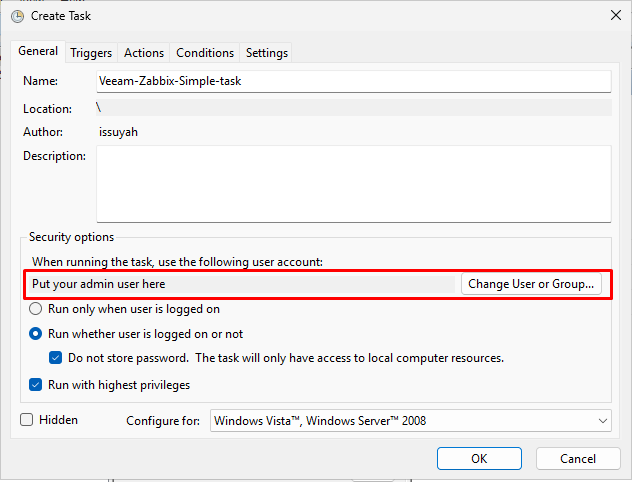 Create Task
General Triggers Actions Conditions Settings
Name: Veeam-Zabbix-Simple-task
Location: \
Author: issuyah
Description:
Security options
When running the task, use the following user account:
Put your admin user here Change User or Group...
Run only when user is logged on
Run whether user is logged on or not
Do not store password. The task will only have access to local computer resources.
Run with highest privileges
Hidden Configure for: Windows Vista™, Windows Server™ 2008
OK Cancel